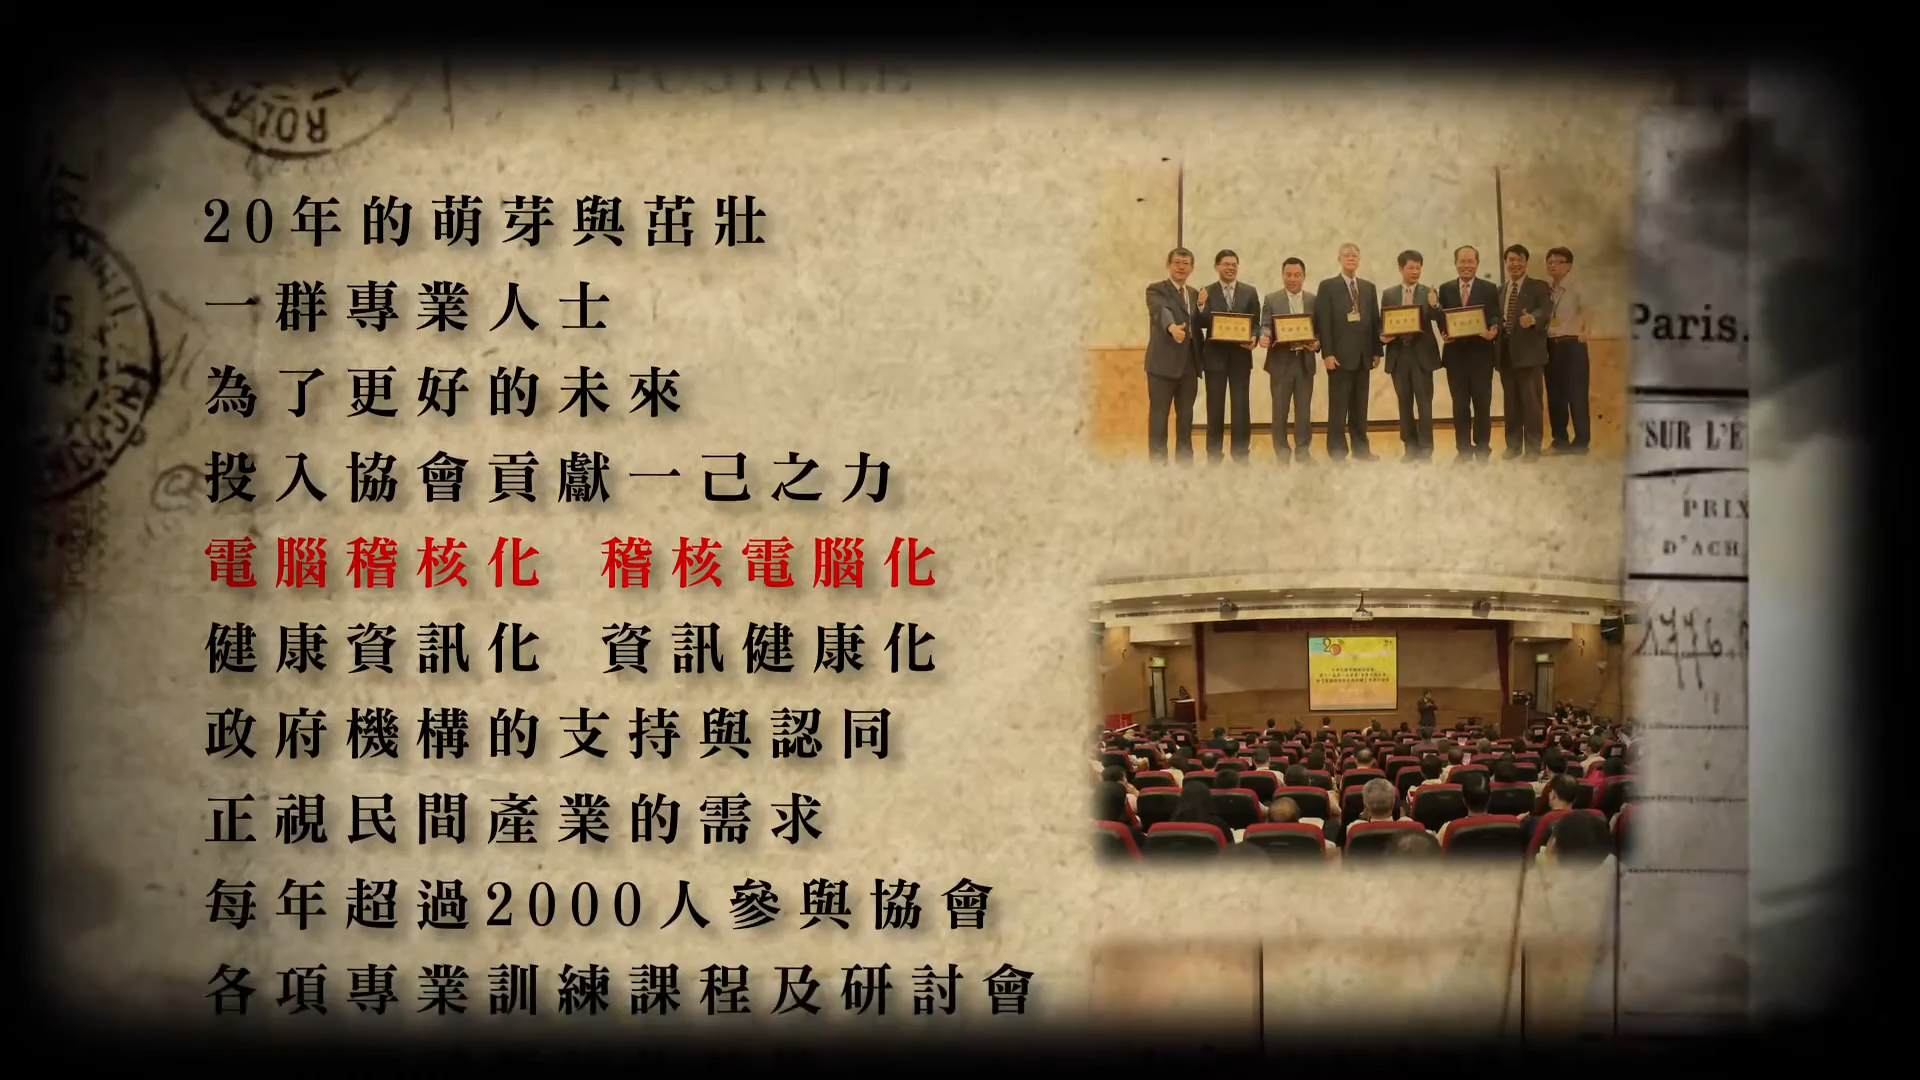 POSTALE
20年的萌芽與茁壯
一群專業人士
為了更好的未來
投入協會貢獻一己之力
電腦稽核化 稽核電腦化
健康資訊化 資訊健康化
政府機構的支持與認同
正視民間產業的需求
每年超過2000人參與協會
各項專業訓練課程及研討會
Paris.
SUR L'É
PRIX
D'ACH
1776